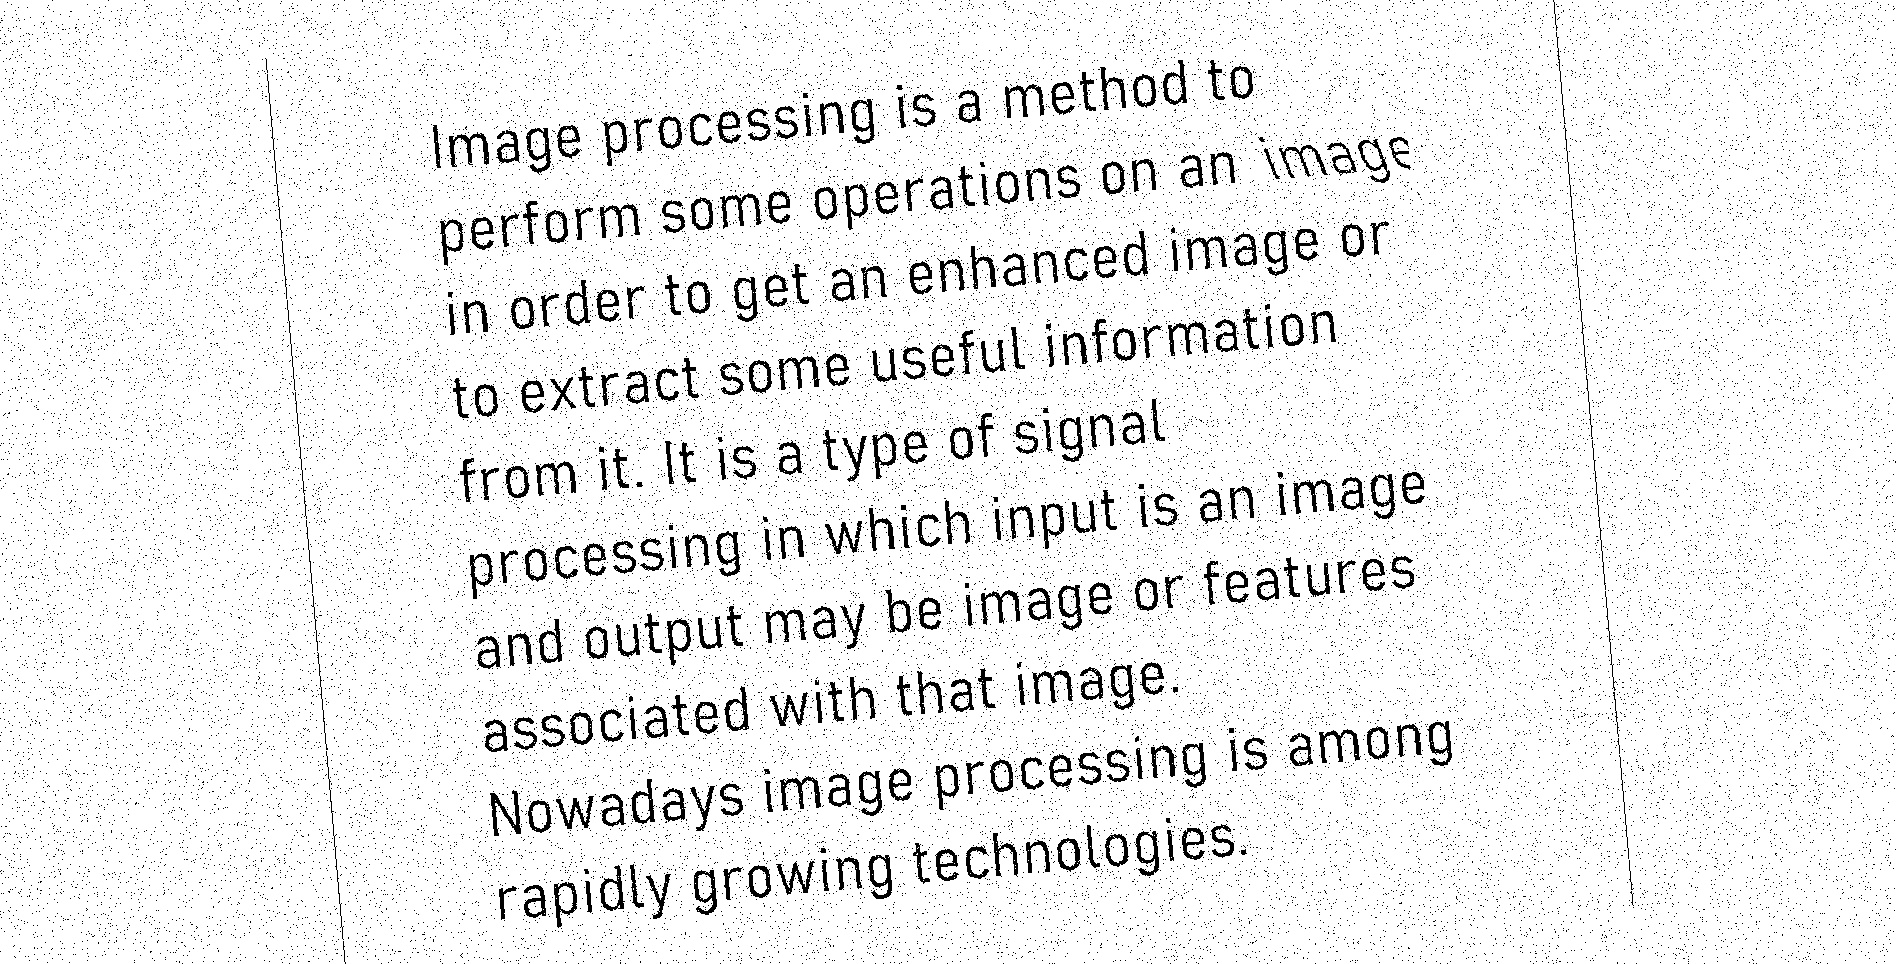 Image processing is a method to
perform some operations on an image
in order to get an enhanced image or
to extract some useful information
from it. It is a type of signal
processing in which input is an image
and output may be image or features
associated with that image.
Nowadays image processing is among
rapidly growing technologies.